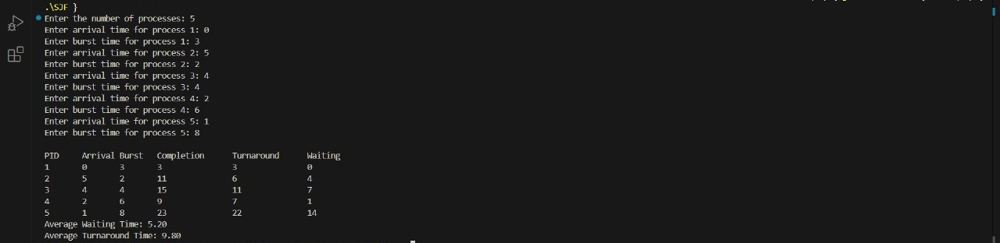 .\SJF }
Enter the number of processes: 5
Enter arrival time for process 1: 0
Enter burst time for process 1: 3
Enter arrival time for process 2: 5
Enter burst time for process 2: 2
Enter arrival time for process 3: 4
Enter burst time for process 3: 4
Enter arrival time for process 4: 2
Enter burst time for process 4: 6
Enter arrival time for process 5: 1
Enter burst time for process 5: 8
PID Arrival Burst Completion Turnaround Waiting
1 0 3 3 3 0
2 5 2 11 6 4
3 4 4 15 11 7
4 2 6 9 7 1
5 1 8 23 22 14
Average Waiting Time: 5.20
Average Turnaround Time: 9.80